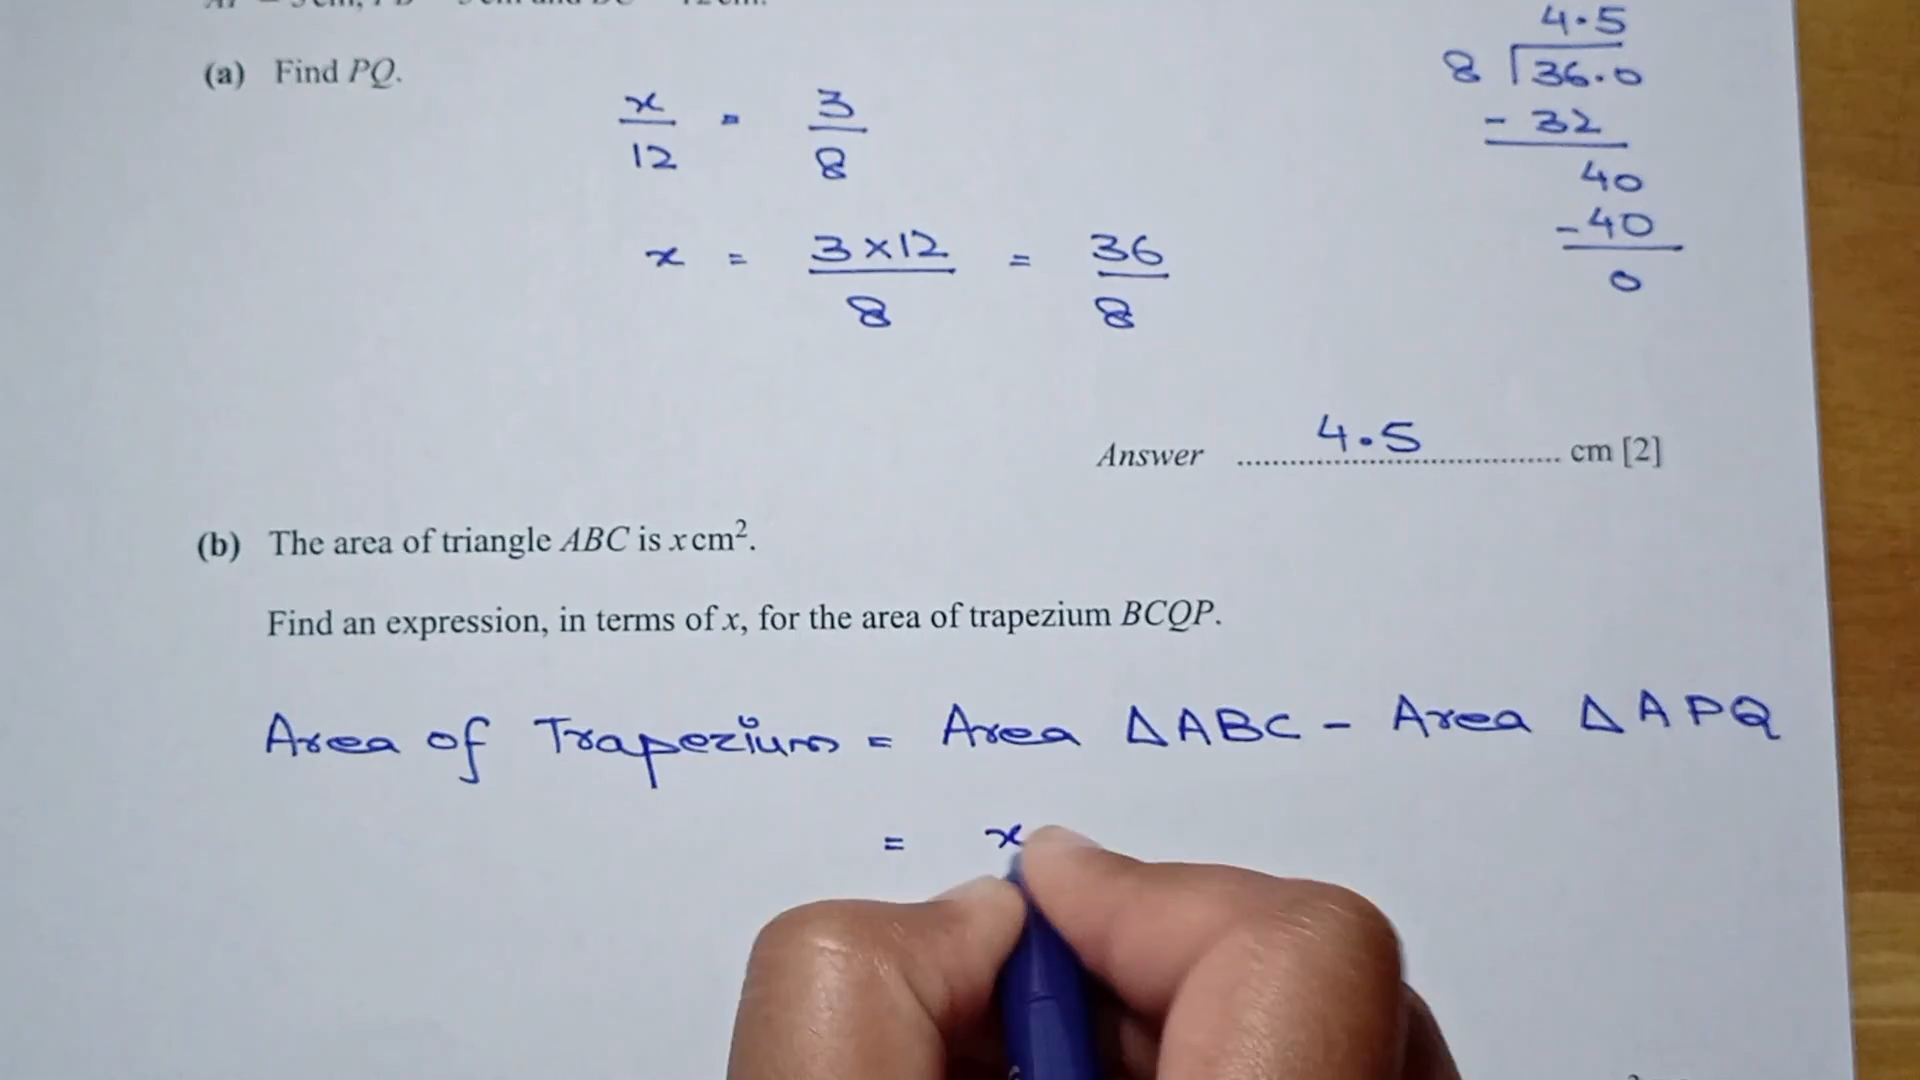 (a) Find PQ.
x/12 = 3/8
x = 3×12/8 = 36/8
4.5
8 36.0
- 32
40
-40
0
Answer 4.5 cm [2]
(b) The area of triangle ABC is x cm².
Find an expression, in terms of x, for the area of trapezium BCQP.
Area of Trapezium = Area ΔABC - Area ΔAPQ
= x